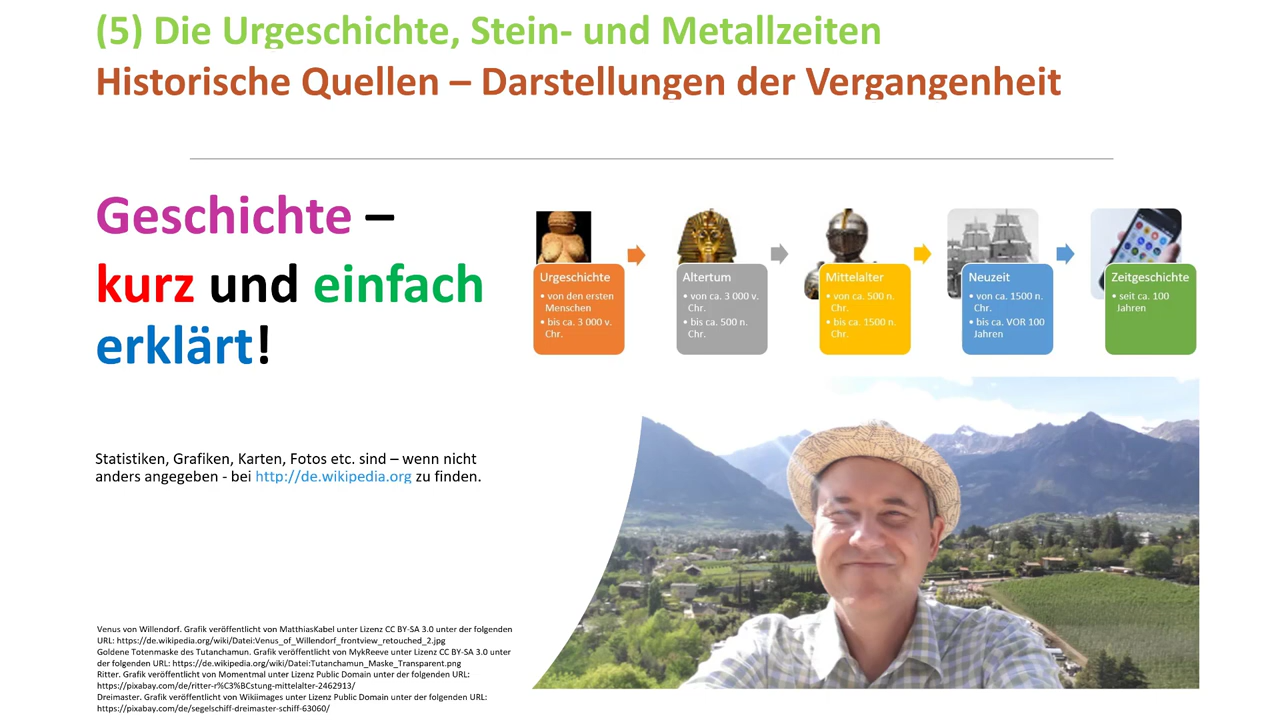 (5) Die Urgeschichte, Stein- und Metallzeiten
Historische Quellen – Darstellungen der Vergangenheit
Geschichte –
kurz und einfach
erklärt!
Urgeschichte
• von den ersten
Menschen
• bis ca. 3 000 v.
Chr.
Altertum
• von ca. 3 000 v.
Chr.
• bis ca. 500 n.
Chr.
Mittelalter
• von ca. 500 n.
Chr.
• bis ca. 1500 n.
Chr.
Neuzeit
• von ca. 1500 n.
Chr.
• bis ca. VOR 100
Jahren
Zeitgeschichte
• seit ca. 100
Jahren
Statistiken, Grafiken, Karten, Fotos etc. sind – wenn nicht
anders angegeben - bei http://de.wikipedia.org zu finden.
Venus von Willendorf. Grafik veröffentlicht von MatthiasKabel unter Lizenz CC BY-SA 3.0 unter der folgenden
URL: https://de.wikipedia.org/wiki/Datei:Venus_of_Willendorf_frontview_retouched_2.jpg
Goldene Totenmaske des Tutanchamun. Grafik veröffentlicht von MykReeve unter Lizenz CC BY-SA 3.0 unter
der folgenden URL: https://de.wikipedia.org/wiki/Datei:Tutanchamun_Maske_Transparent.png
Ritter. Grafik veröffentlicht von Momentmal unter Lizenz Public Domain unter der folgenden URL:
https://pixabay.com/de/ritter-r%C3%BCstung-mittelalter-2462913/
Dreimaster. Grafik veröffentlicht von Wikiimages unter Lizenz Public Domain unter der folgenden URL:
https://pixabay.com/de/segelschiff-dreimaster-schiff-63060/